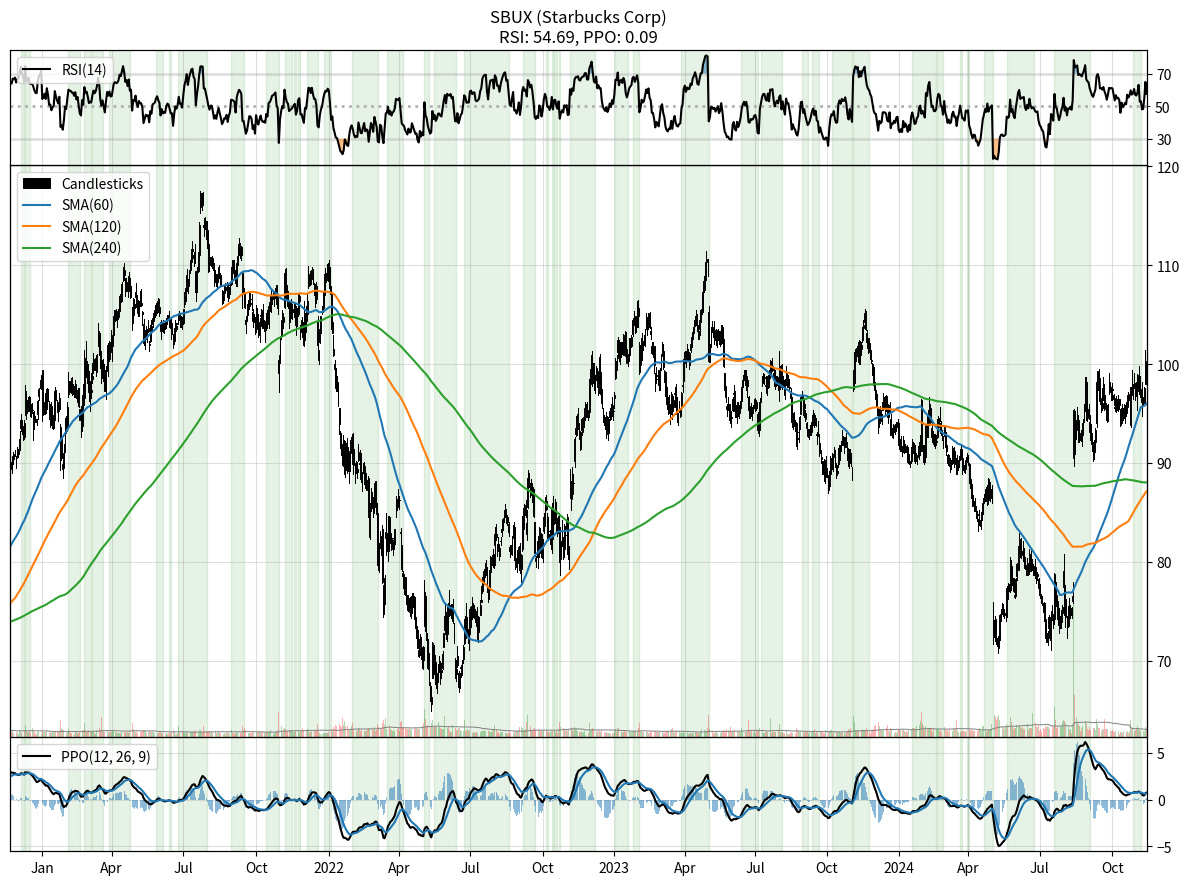 SBUX (Starbucks Corp)
RSI: 54.69, PPO: 0.09
RSI(14)
70
50
30
120
Candlesticks
SMA(60)
SMA(120)
SMA(240)
110
100
90
80
70
PPO(12, 26, 9)
5
0
−5
Jan Apr Jul Oct 2022 Apr Jul Oct 2023 Apr Jul Oct 2024 Apr Jul Oct